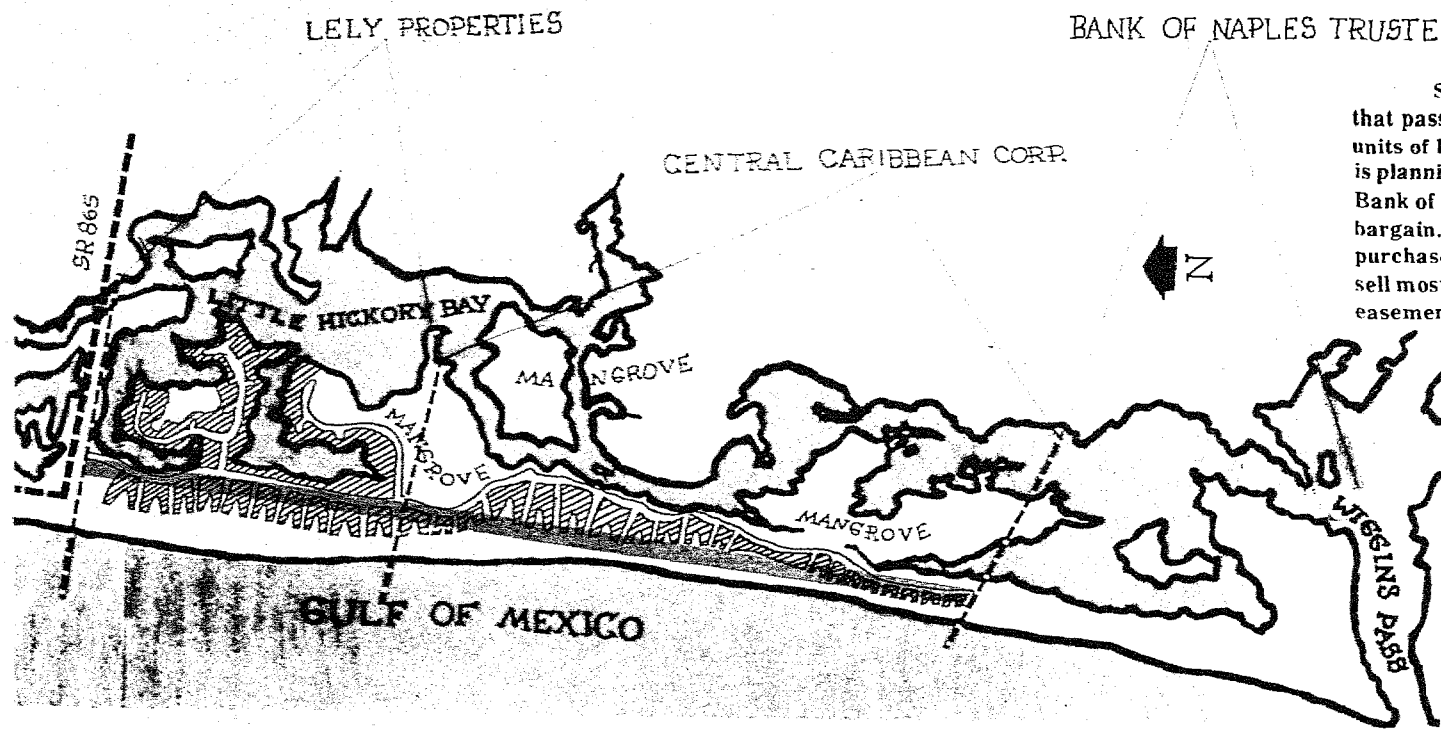 LELY PROPERTIES
BANK OF NAPLES TRUSTE
S
that pass
units of
is planni
Bank of
bargain.
purchase
sell most
easemen
CENTRAL CARIBBEAN CORP.
SR 865
N
LITTLE HICKORY BAY
MANGROVE
MANGROVE
MANGROVE
WIGGINS PASS
GULF OF MEXICO